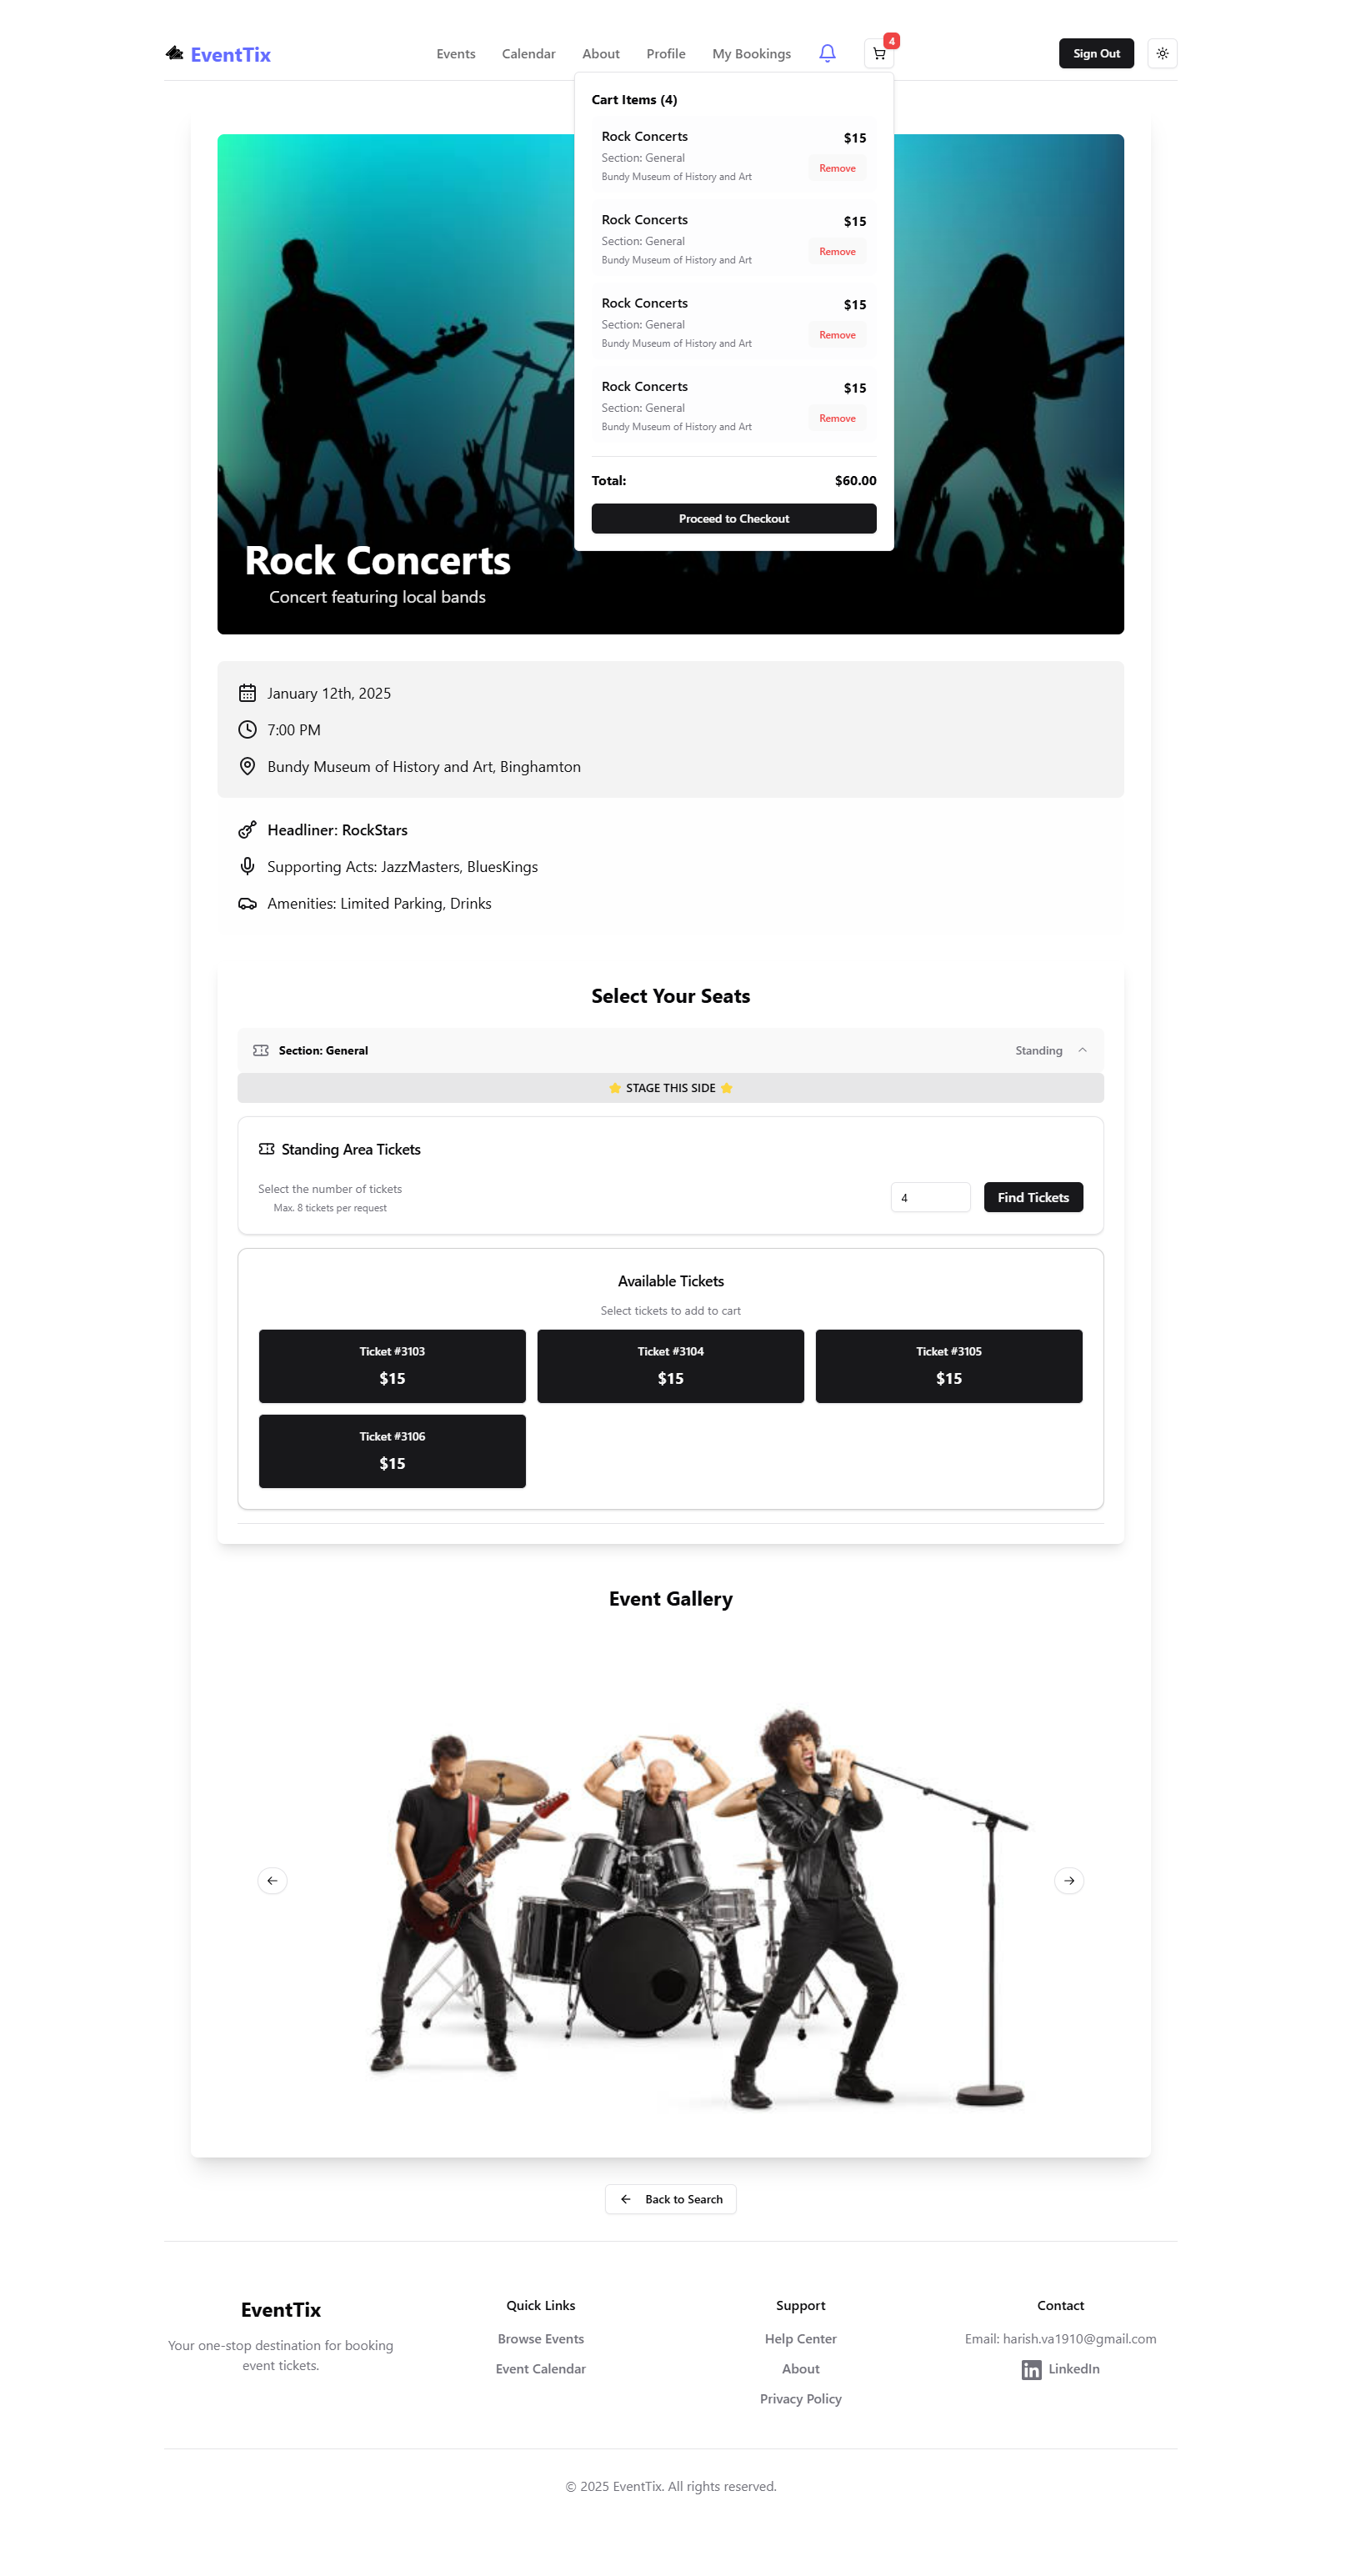 EventTix
Events
Calendar
About
Profile
My Bookings
4
Sign Out
Cart Items (4)
Rock Concerts
$15
Section: General
Remove
Bundy Museum of History and Art
Rock Concerts
$15
Section: General
Remove
Bundy Museum of History and Art
Rock Concerts
$15
Section: General
Remove
Bundy Museum of History and Art
Rock Concerts
$15
Section: General
Remove
Bundy Museum of History and Art
Total:
$60.00
Proceed to Checkout
Rock Concerts
Concert featuring local bands
January 12th, 2025
7:00 PM
Bundy Museum of History and Art, Binghamton
Headliner: RockStars
Supporting Acts: JazzMasters, BluesKings
Amenities: Limited Parking, Drinks
Select Your Seats
Section: General
Standing
⭐ STAGE THIS SIDE ⭐
Standing Area Tickets
Select the number of tickets
Max. 8 tickets per request
4
Find Tickets
Available Tickets
Select tickets to add to cart
Ticket #3103
$15
Ticket #3104
$15
Ticket #3105
$15
Ticket #3106
$15
Event Gallery
Back to Search
EventTix
Your one-stop destination for booking
event tickets.
Quick Links
Browse Events
Event Calendar
Support
Help Center
About
Privacy Policy
Contact
Email: harish.va1910@gmail.com
LinkedIn
© 2025 EventTix. All rights reserved.